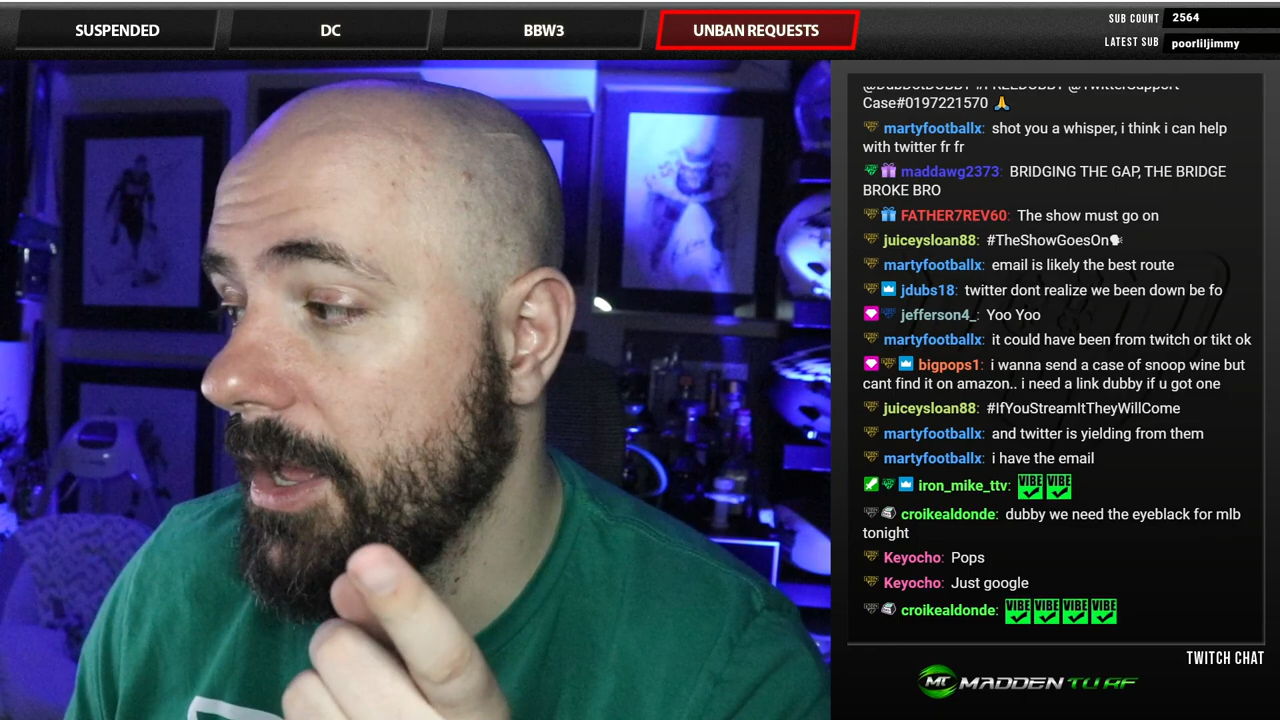 SUSPENDED
DC
BBW3
UNBAN REQUESTS
SUB COUNT 2564
LATEST SUB poorliljimmy
Case#0197221570 🙏
martyfootballx: shot you a whisper, i think i can help
with twitter fr fr
maddawg2373: BRIDGING THE GAP, THE BRIDGE
BROKE BRO
FATHER7REV60: The show must go on
juiceysloan88: #TheShowGoesOn🗣
martyfootballx: email is likely the best route
jdubs18: twitter dont realize we been down be fo
jefferson4_: Yoo Yoo
martyfootballx: it could have been from twitch or tikt ok
bigpops1: i wanna send a case of snoop wine but
cant find it on amazon.. i need a link dubby if u got one
juiceysloan88: #IfYouStreamItTheyWillCome
martyfootballx: and twitter is yielding from them
martyfootballx: i have the email
iron_mike_ttv: VIBE VIBE
croikealdonde: dubby we need the eyeblack for mlb
tonight
Keyocho: Pops
Keyocho: Just google
croikealdonde: VIBE VIBE VIBE VIBE
TWITCH CHAT
MT MADDEN TURF